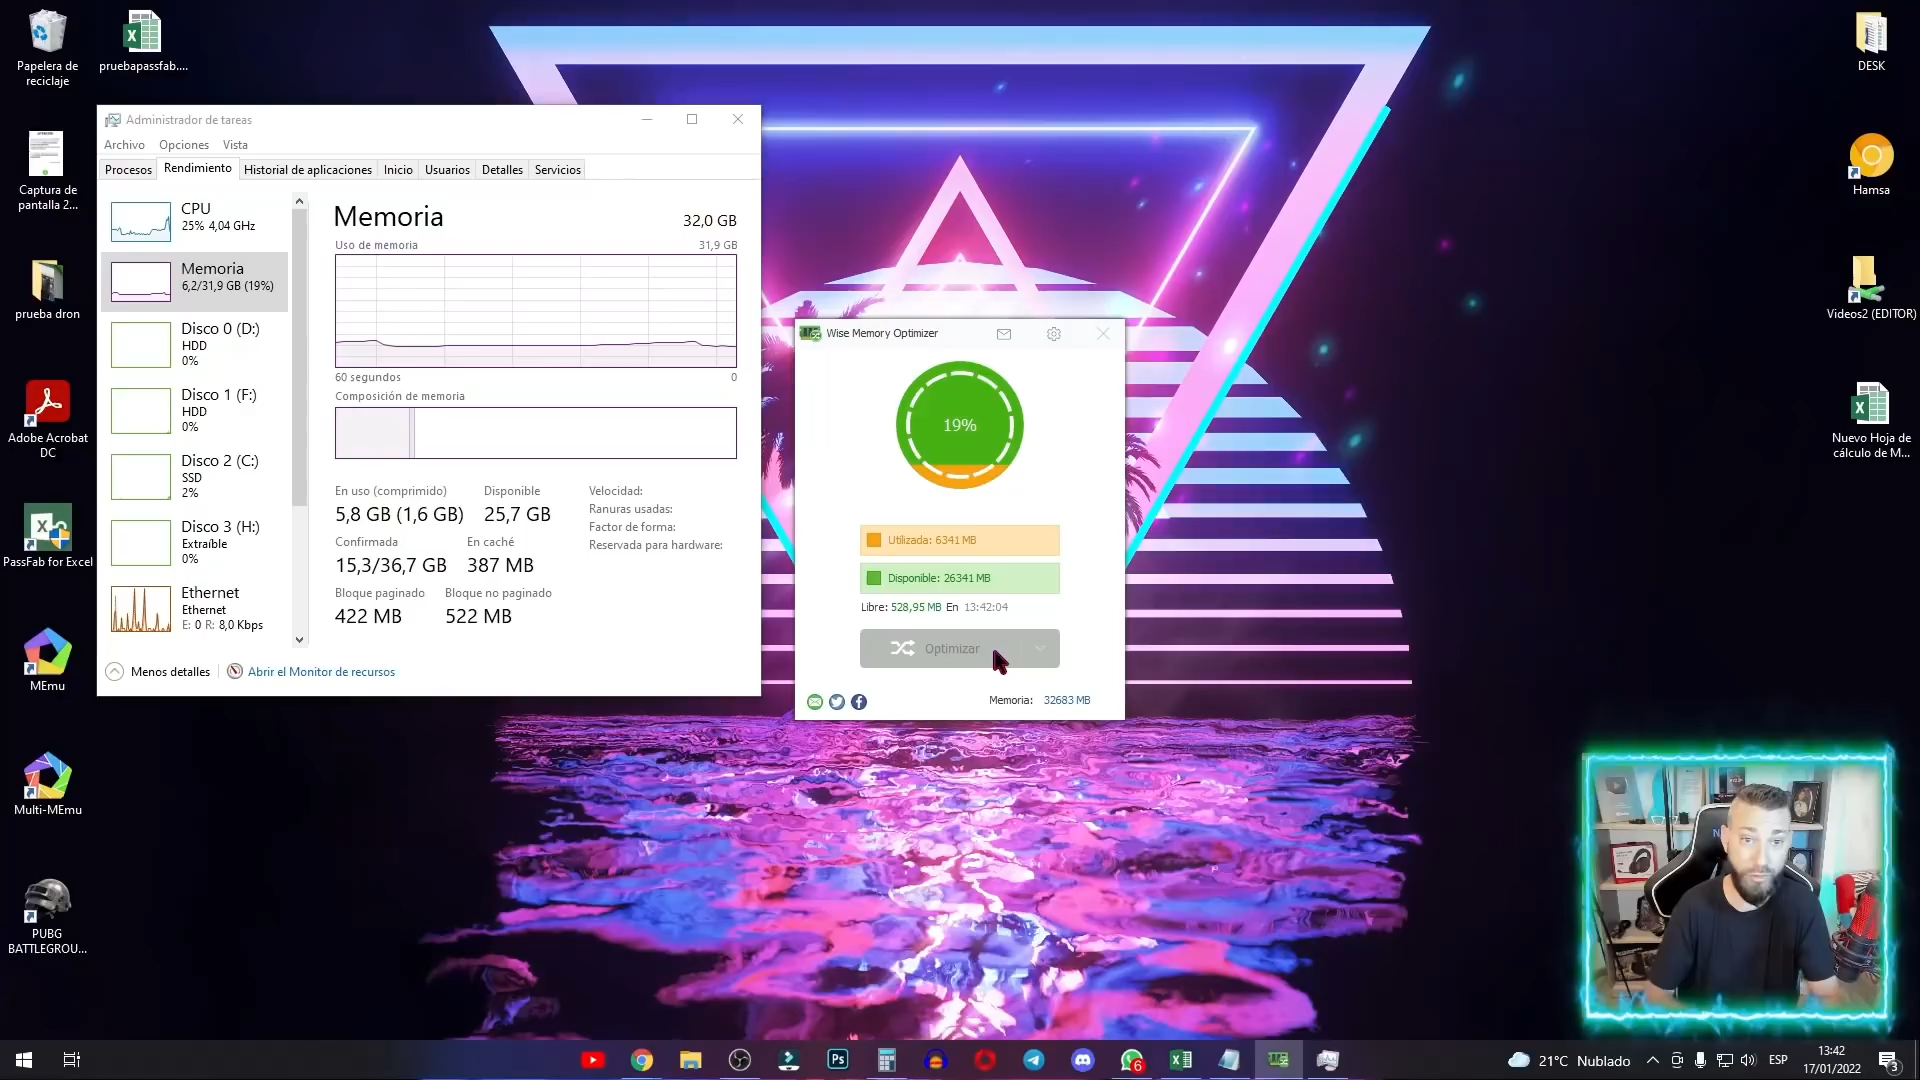 Papelera de
reciclaje
pruebapassfab....
Captura de
pantalla 2...
prueba dron
Adobe Acrobat
DC
PassFab for Excel
MEmu
Multi-MEmu
PUBG
BATTLEGROU...
Administrador de tareas
Archivo Opciones Vista
Procesos Rendimiento Historial de aplicaciones Inicio Usuarios Detalles Servicios
CPU
25% 4,04 GHz
Memoria
6,2/31,9 GB (19%)
Disco 0 (D:)
HDD
0%
Disco 1 (F:)
HDD
0%
Disco 2 (C:)
SSD
2%
Disco 3 (H:)
Extraíble
0%
Ethernet
Ethernet
E: 0 R: 8,0 Kbps
Memoria 32,0 GB
Uso de memoria 31,9 GB
60 segundos 0
Composición de memoria
En uso (comprimido) Disponible
5,8 GB (1,6 GB) 25,7 GB
Confirmada En caché
15,3/36,7 GB 387 MB
Bloque paginado Bloque no paginado
422 MB 522 MB
Velocidad:
Ranuras usadas:
Factor de forma:
Reservada para hardware:
Menos detalles Abrir el Monitor de recursos
Wise Memory Optimizer
19%
Utilizada: 6341 MB
Disponible: 26341 MB
Libre: 528,95 MB En 13:42:04
Optimizar
Memoria: 32683 MB
DESK
Hamsa
Videos2 (EDITOR)
Nuevo Hoja de
cálculo de M...
Ps
6
21°C Nublado
ESP
13:42
17/01/2022
3